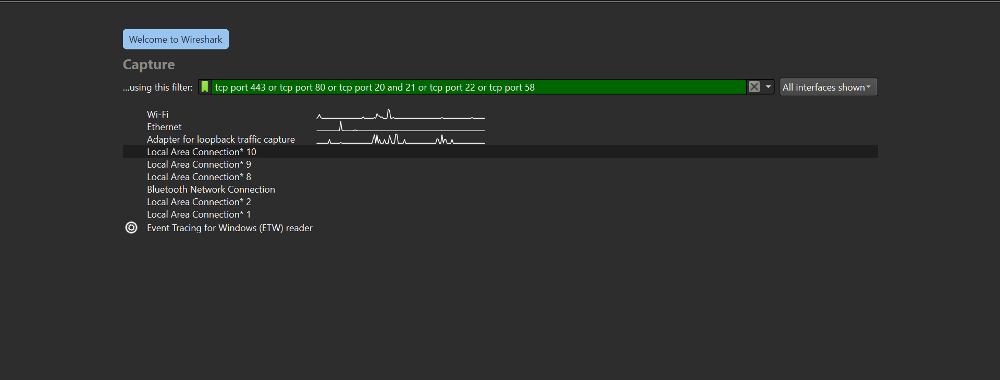 Welcome to Wireshark
Capture
...using this filter: tcp port 443 or tcp port 80 or tcp port 20 and 21 or tcp port 22 or tcp port 58 All interfaces shown
Wi-Fi
Ethernet
Adapter for loopback traffic capture
Local Area Connection* 10
Local Area Connection* 9
Local Area Connection* 8
Bluetooth Network Connection
Local Area Connection* 2
Local Area Connection* 1
Event Tracing for Windows (ETW) reader